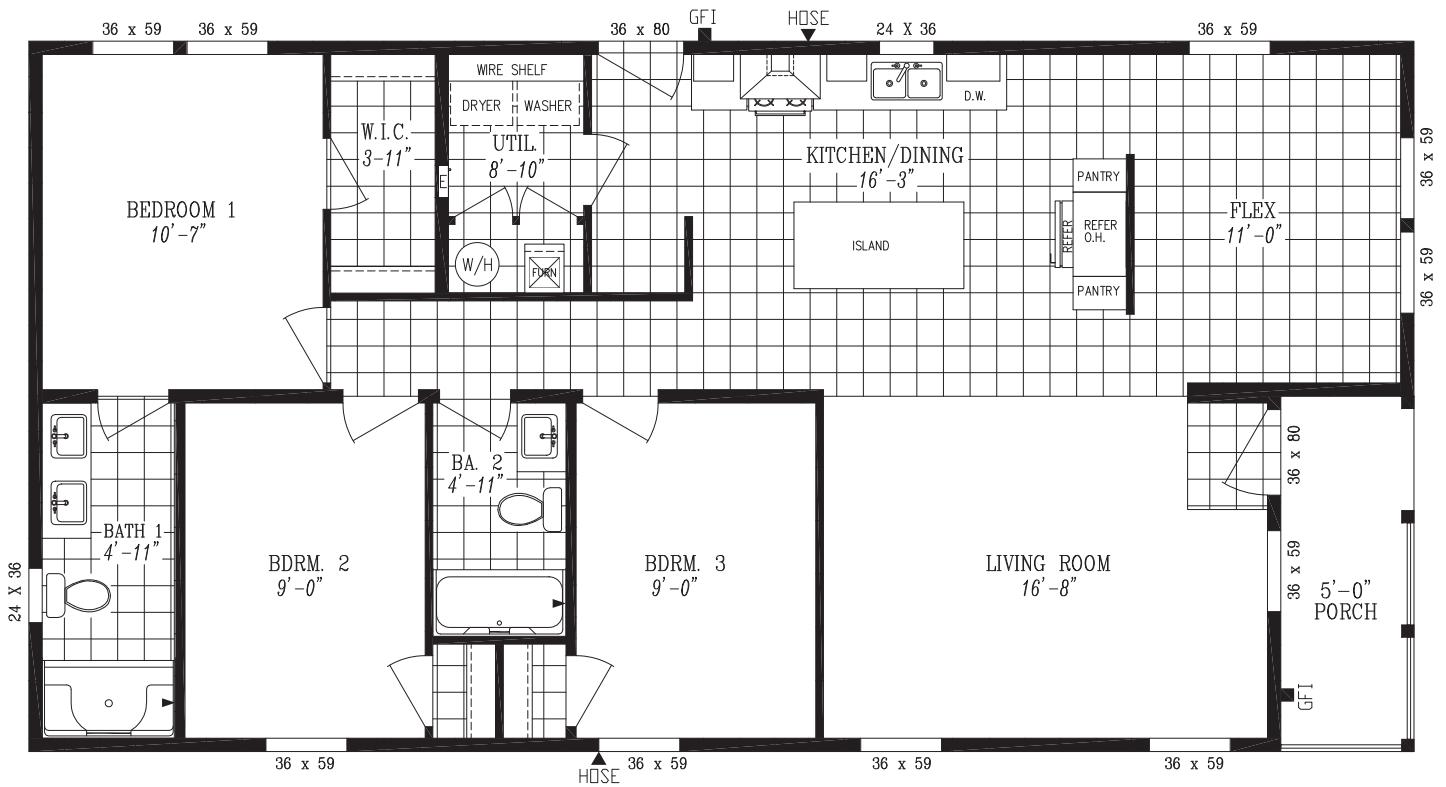 GFI
HOSE
36 x 59
36 x 59
36 x 80
24 X 36
36 x 59
WIRE SHELF
DRYER
WASHER
D.W.
W.I.C.
3-11"
UTIL.
8'-10"
KITCHEN/DINING
16'-3"
36 x 59
PANTRY
BEDROOM 1
10'-7"
E
FLEX
11'-0"
REFER
REFER
O.H.
ISLAND
W/H
FURN
PANTRY
36 x 59
36 x 80
BA. 2
4'-11"
BATH 1
4'-11"
BDRM. 2
9'-0"
BDRM. 3
9'-0"
LIVING ROOM
16'-8"
36 x 59
24 X 36
5'-0"
PORCH
GFI
36 x 59
HOSE
36 x 59
36 x 59
36 x 59